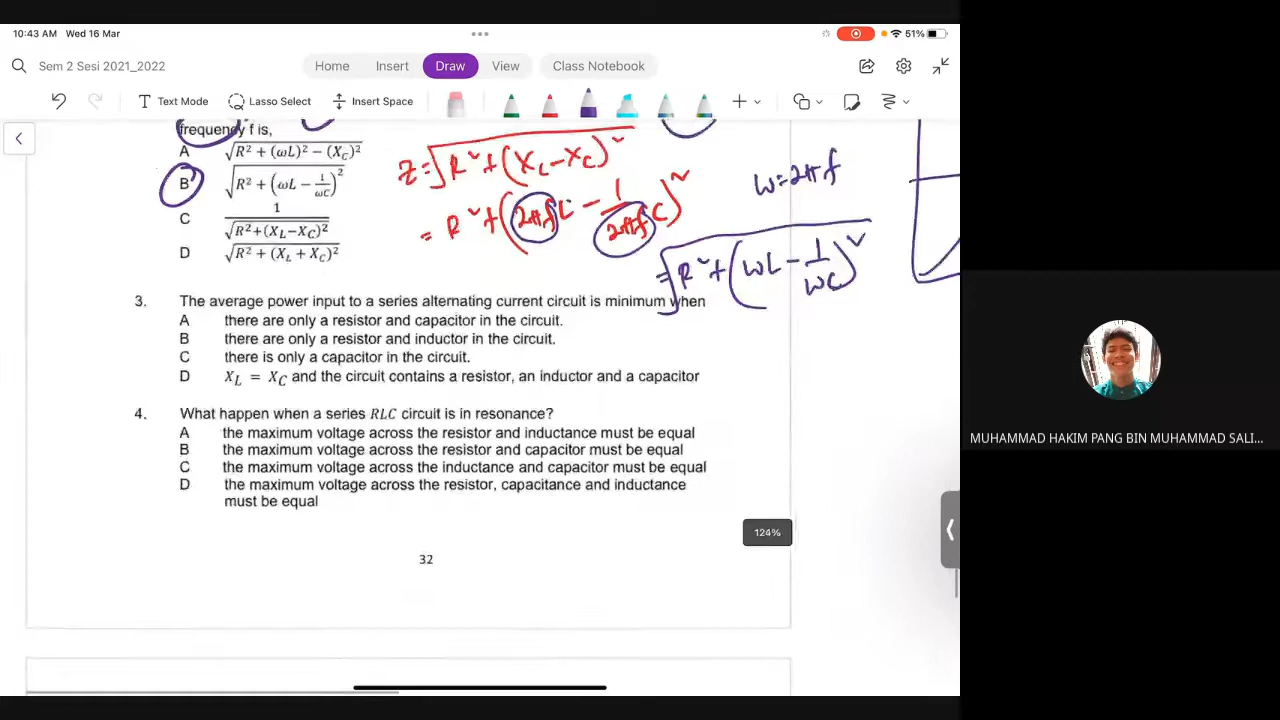 10:43 AM Wed 16 Mar
51%
Sem 2 Sesi 2021_2022
Home Insert Draw View Class Notebook
Text Mode Lasso Select Insert Space
frequency f is,
A √R² + (ωL)² − (X_C)²
B √R² + (ωL − 1/ωC)²
C 1/√R²+(X_L−X_C)²
D √R² + (X_L + X_C)²
Z = √R² + (X_L − X_C)²
= R² + (2πfL − 1/2πfC)²
ω = 2πf
= √R² + (ωL − 1/ωC)²
3. The average power input to a series alternating current circuit is minimum when
A there are only a resistor and capacitor in the circuit.
B there are only a resistor and inductor in the circuit.
C there is only a capacitor in the circuit.
D X_L = X_C and the circuit contains a resistor, an inductor and a capacitor
4. What happen when a series RLC circuit is in resonance?
A the maximum voltage across the resistor and inductance must be equal
B the maximum voltage across the resistor and capacitor must be equal
C the maximum voltage across the inductance and capacitor must be equal
D the maximum voltage across the resistor, capacitance and inductance
must be equal
124%
32
MUHAMMAD HAKIM PANG BIN MUHAMMAD SALI...